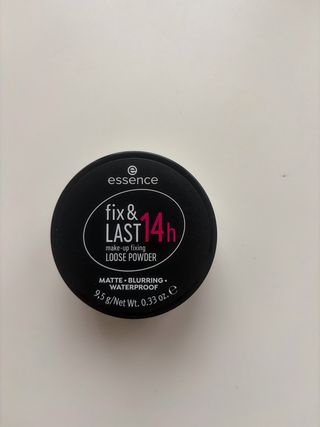 essence
fix &
LAST 14h
make-up fixing
LOOSE POWDER
MATTE • BLURRING •
WATERPROOF
9,5 g/Net Wt. 0.33 oz. ℮